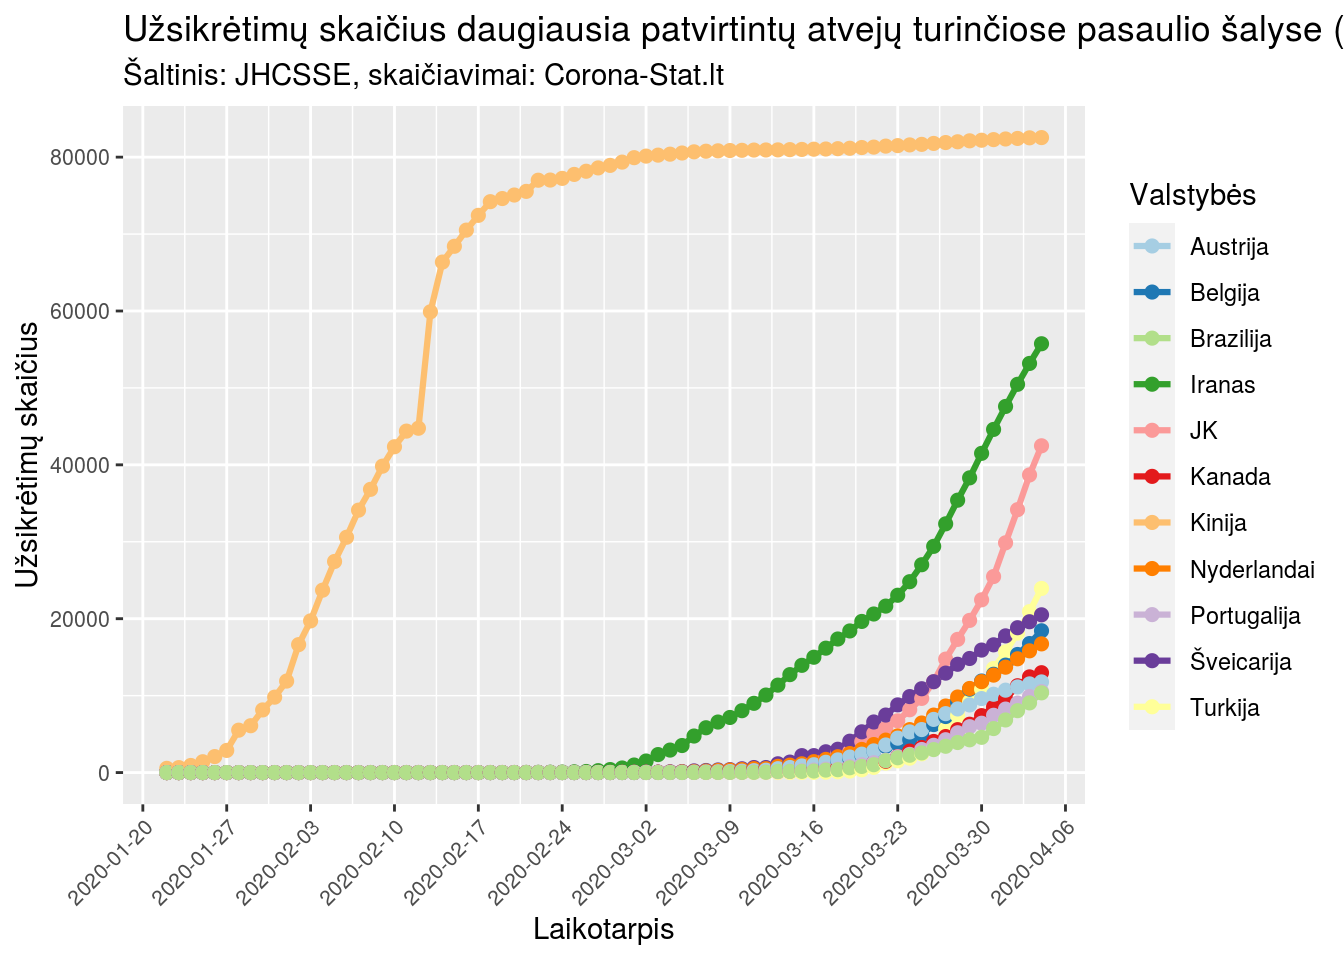 Užsikrėtimų skaičius daugiausia patvirtintų atvejų turinčiose pasaulio šalyse (
Šaltinis: JHCSSE, skaičiavimai: Corona-Stat.lt
Užsikrėtimų skaičius
80000
60000
40000
20000
0
2020-01-20
2020-01-27
2020-02-03
2020-02-10
2020-02-17
2020-02-24
2020-03-02
2020-03-09
2020-03-16
2020-03-23
2020-03-30
2020-04-06
Laikotarpis
Valstybės
Austrija
Belgija
Brazilija
Iranas
JK
Kanada
Kinija
Nyderlandai
Portugalija
Šveicarija
Turkija